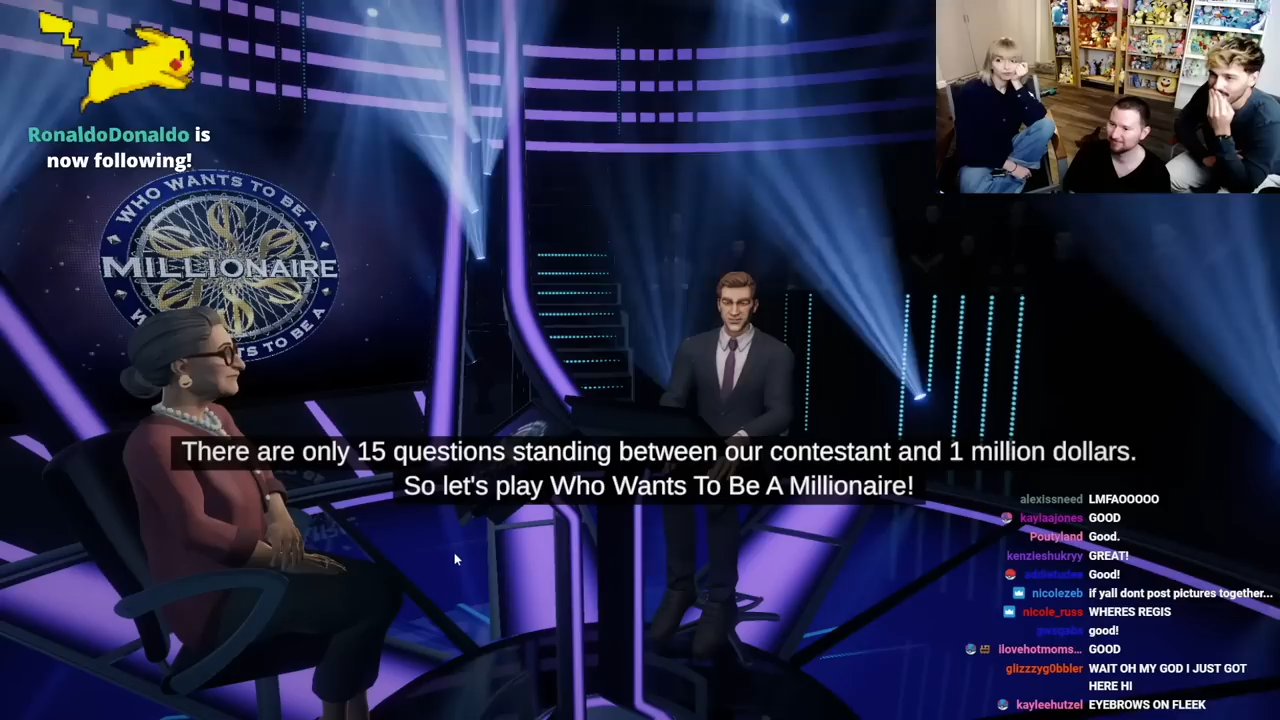 RonaldoDonaldo is
now following!
WHO WANTS TO BE A
MILLIONAIRE
TS TO BE A
There are only 15 questions standing between our contestant and 1 million dollars.
So let's play Who Wants To Be A Millionaire!
alexissneed LMFAOOOOO
kaylaajones GOOD
Poutyland Good.
kenzieshukryy GREAT!
Good!
nicolezeb if yall dont post pictures together...
nicole_russ WHERES REGIS
good!
Ilovehotmoms... GOOD
glizzzyg0bbler WAIT OH MY GOD I JUST GOT
HERE HI
kayleehutzel EYEBROWS ON FLEEK